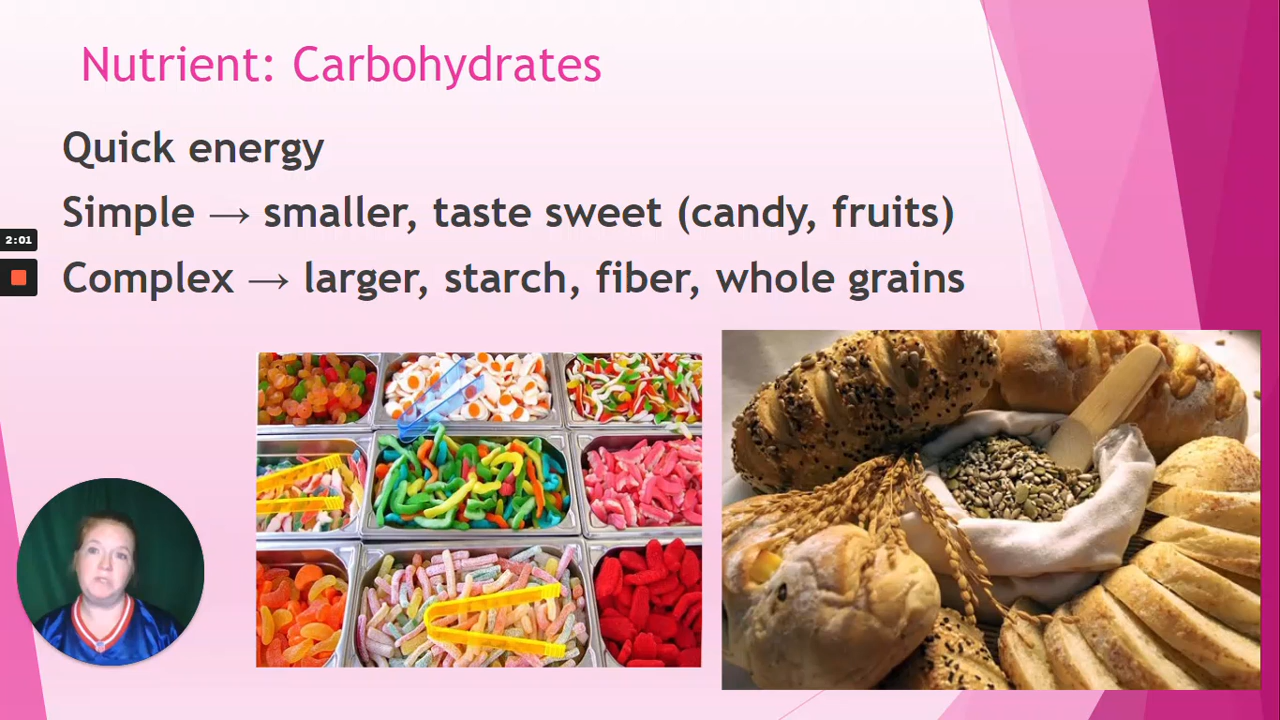 Nutrient: Carbohydrates
Quick energy
Simple → smaller, taste sweet (candy, fruits)
2:01
Complex → larger, starch, fiber, whole grains